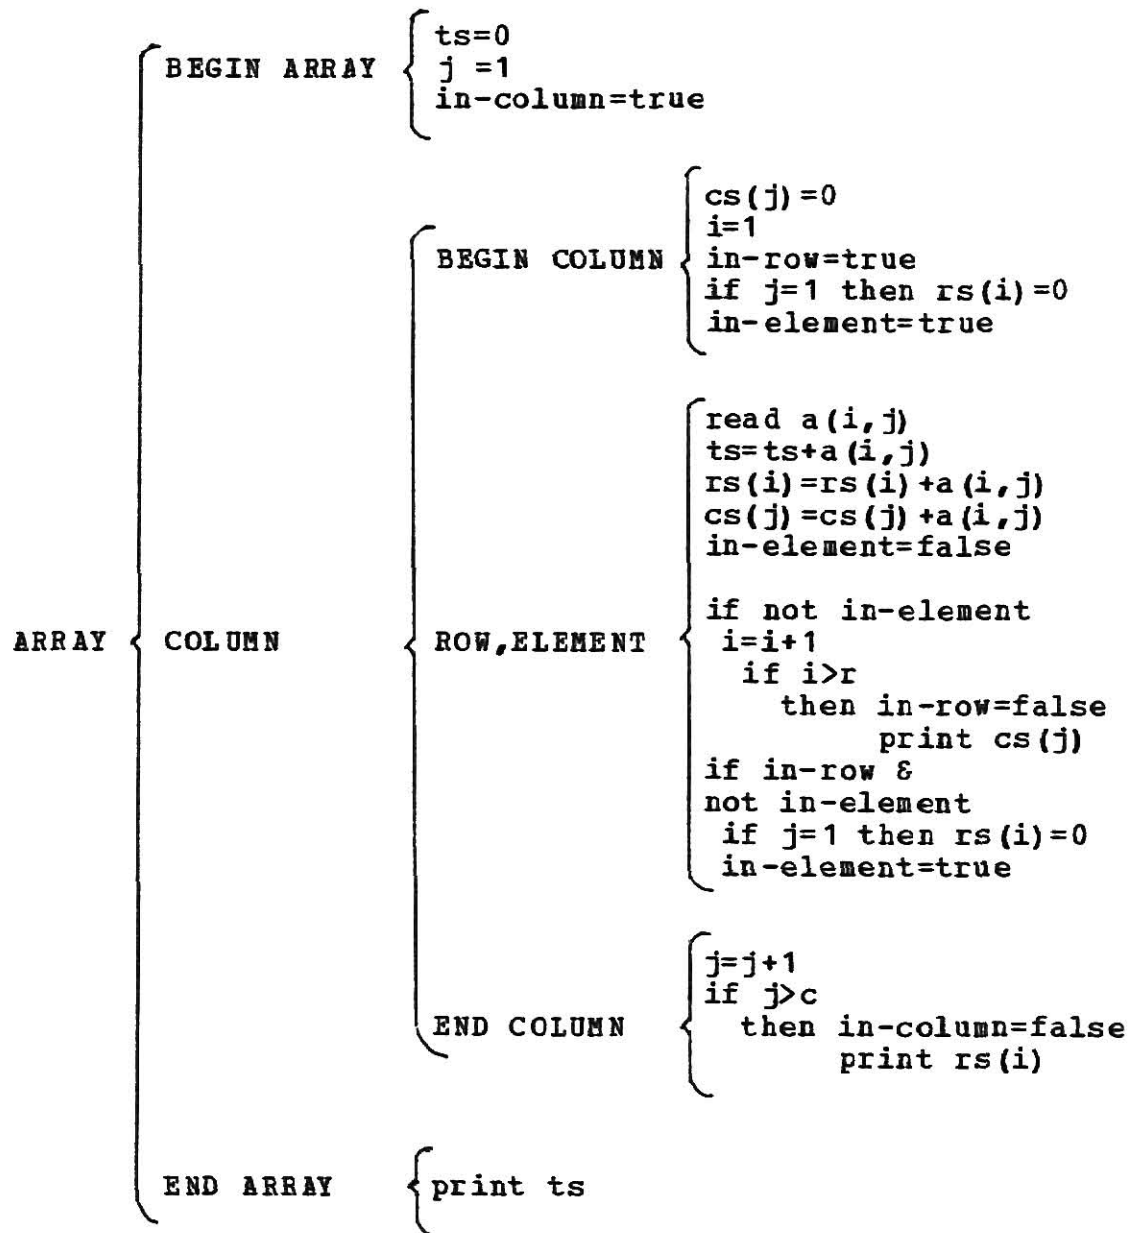 BEGIN ARRAY
ts=0
j =1
in-column=true
BEGIN COLUMN
cs(j)=0
i=1
in-row=true
if j=1 then rs(i)=0
in-element=true
ARRAY
COLUMN
ROW,ELEMENT
read a(i,j)
ts=ts+a(i,j)
rs(i)=rs(i)+a(i,j)
cs(j)=cs(j)+a(i,j)
in-element=false
if not in-element
i=i+1
if i>r
then in-row=false
print cs(j)
if in-row &
not in-element
if j=1 then rs(i)=0
in-element=true
END COLUMN
j=j+1
if j>c
then in-column=false
print rs(i)
END ARRAY
print ts